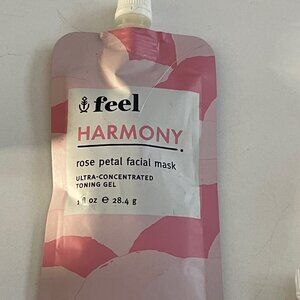 feel
HARMONY.
rose petal facial mask
ULTRA-CONCENTRATED
TONING GEL
1 fl oz ℮ 28.4 g